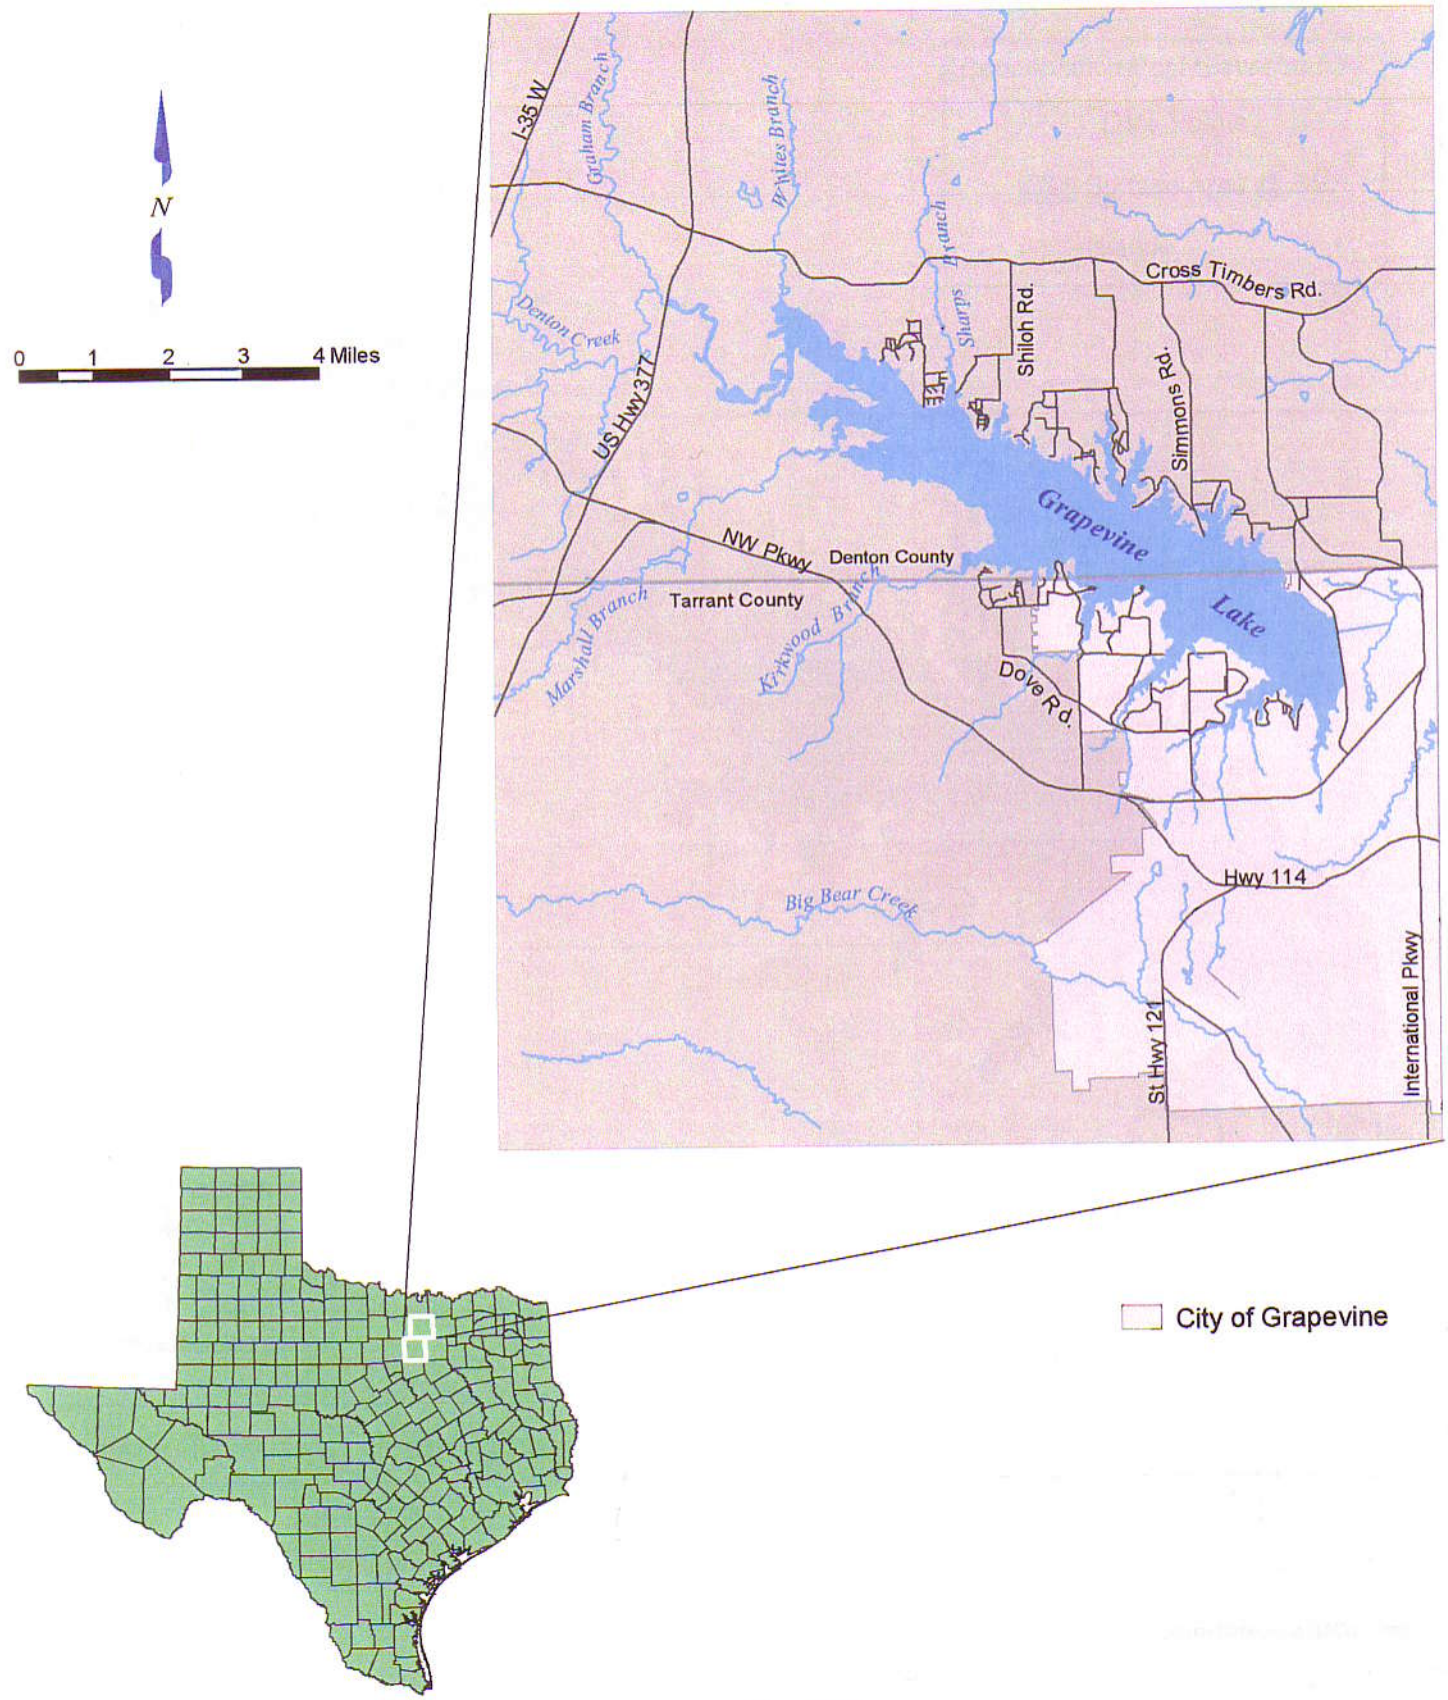 I-35 W
Graham Branch
Whites Branch
N
Sharps Branch
Shiloh Rd.
Cross Timbers Rd.
Denton Creek
0 1 2 3 4 Miles
US Hwy 377
Simmons Rd.
Grapevine
Lake
NW Pkwy
Denton County
Tarrant County
Marshall Branch
Kirkwood Branch
Dove Rd.
Hwy 114
Big Bear Creek
St Hwy 121
International Pkwy
City of Grapevine